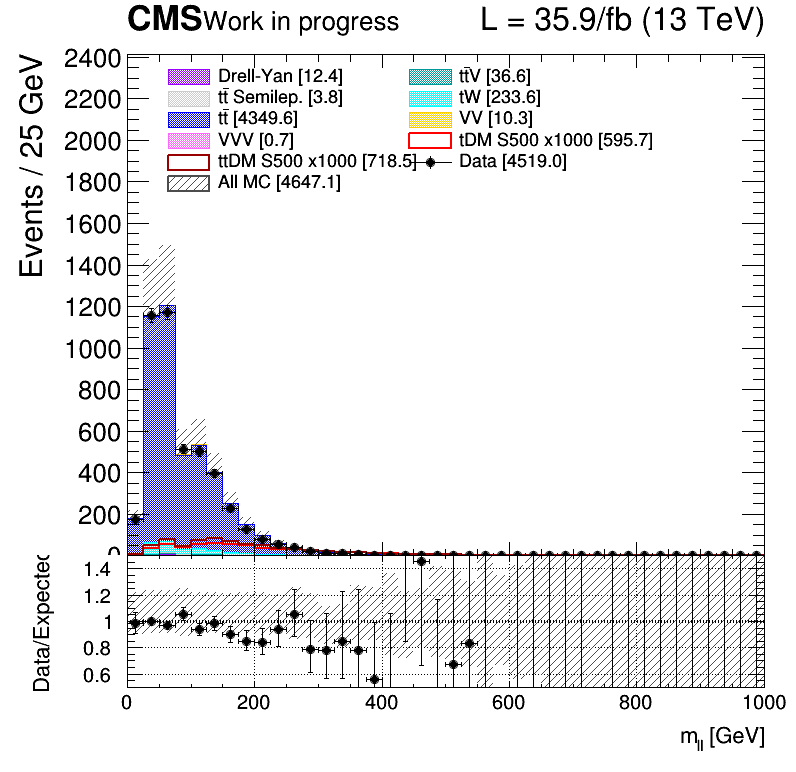 CMS Work in progress L = 35.9/fb (13 TeV)
Events / 25 GeV
2400
2200
2000
1800
1600
1400
1200
1000
800
600
400
200
0
Drell-Yan [12.4] tt̄V [36.6]
tt̄ Semilep. [3.8] tW [233.6]
tt̄ [4349.6] VV [10.3]
VVV [0.7] tDM S500 x1000 [595.7]
ttDM S500 x1000 [718.5] Data [4519.0]
All MC [4647.1]
Data/Expected
1.4
1.2
1
0.8
0.6
0 200 400 600 800 1000
m_ll [GeV]